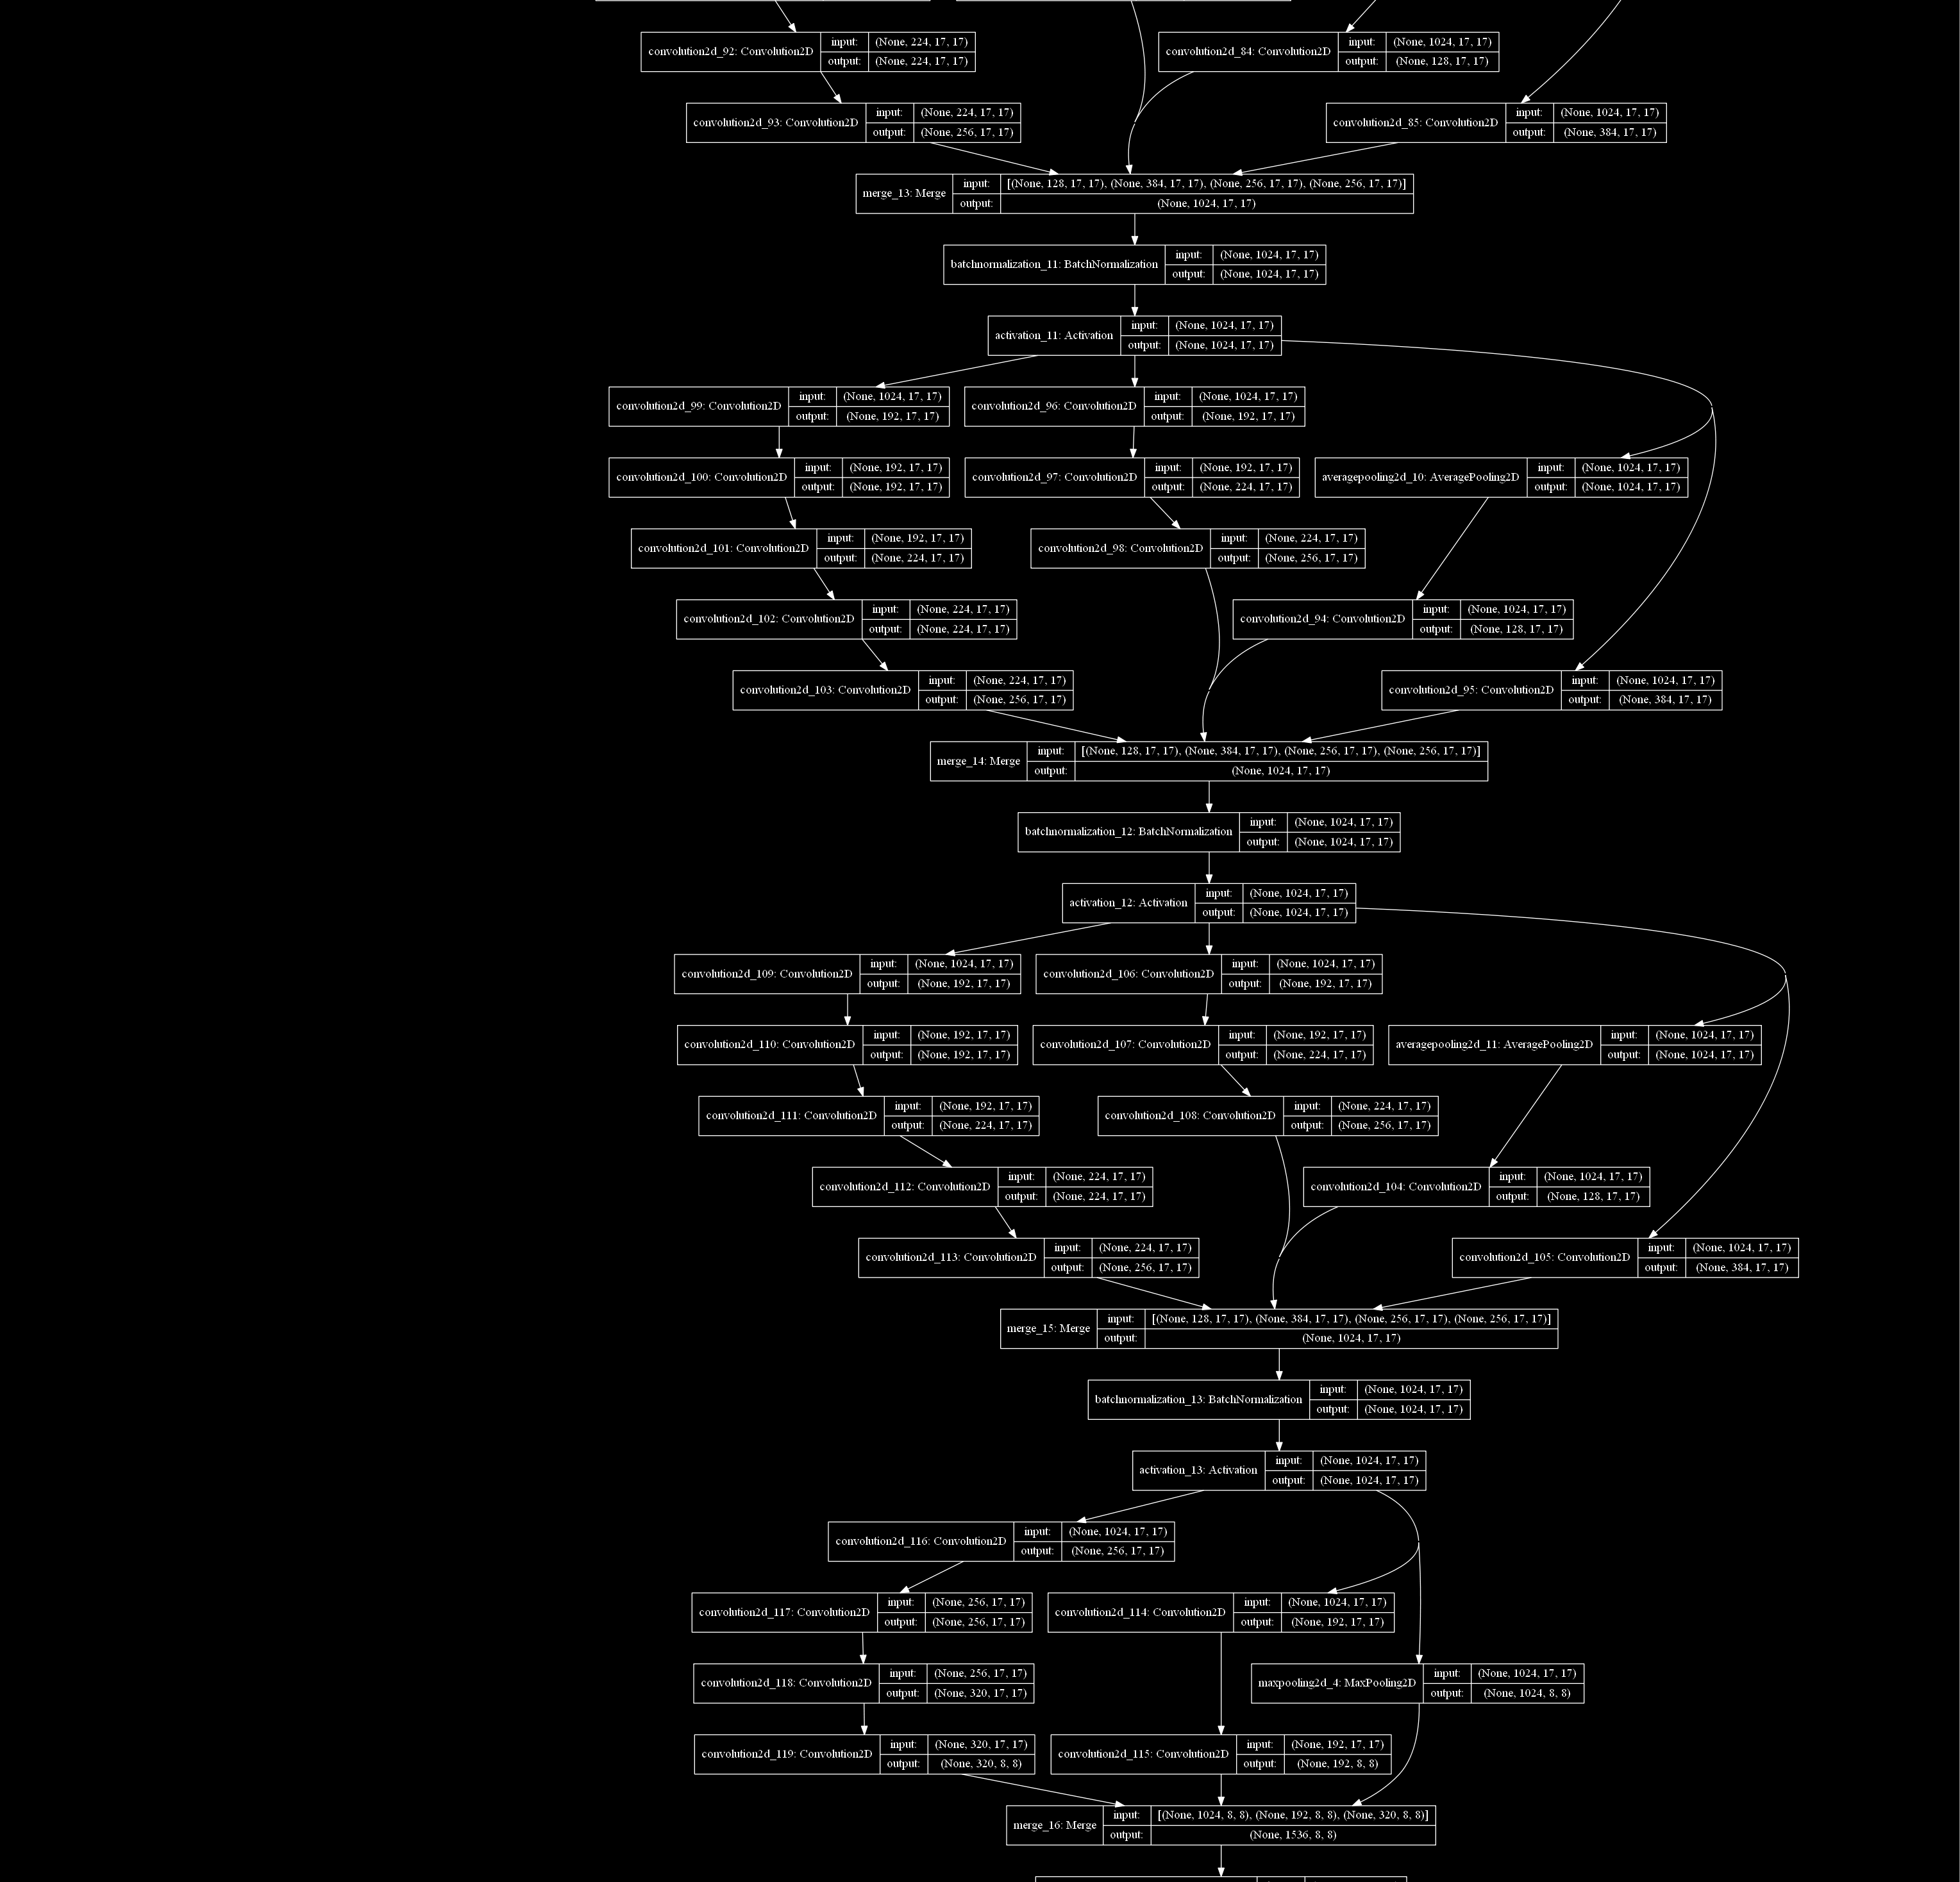 convolution2d_92: Convolution2D input: (None, 224, 17, 17)
output: (None, 224, 17, 17)
convolution2d_84: Convolution2D input: (None, 1024, 17, 17)
output: (None, 128, 17, 17)
convolution2d_93: Convolution2D input: (None, 224, 17, 17)
output: (None, 256, 17, 17)
convolution2d_85: Convolution2D input: (None, 1024, 17, 17)
output: (None, 384, 17, 17)
merge_13: Merge input: [(None, 128, 17, 17), (None, 384, 17, 17), (None, 256, 17, 17), (None, 256, 17, 17)]
output: (None, 1024, 17, 17)
batchnormalization_11: BatchNormalization input: (None, 1024, 17, 17)
output: (None, 1024, 17, 17)
activation_11: Activation input: (None, 1024, 17, 17)
output: (None, 1024, 17, 17)
convolution2d_99: Convolution2D input: (None, 1024, 17, 17)
output: (None, 192, 17, 17)
convolution2d_96: Convolution2D input: (None, 1024, 17, 17)
output: (None, 192, 17, 17)
convolution2d_100: Convolution2D input: (None, 192, 17, 17)
output: (None, 192, 17, 17)
convolution2d_97: Convolution2D input: (None, 192, 17, 17)
output: (None, 224, 17, 17)
averagepooling2d_10: AveragePooling2D input: (None, 1024, 17, 17)
output: (None, 1024, 17, 17)
convolution2d_101: Convolution2D input: (None, 192, 17, 17)
output: (None, 224, 17, 17)
convolution2d_98: Convolution2D input: (None, 224, 17, 17)
output: (None, 256, 17, 17)
convolution2d_102: Convolution2D input: (None, 224, 17, 17)
output: (None, 224, 17, 17)
convolution2d_94: Convolution2D input: (None, 1024, 17, 17)
output: (None, 128, 17, 17)
convolution2d_103: Convolution2D input: (None, 224, 17, 17)
output: (None, 256, 17, 17)
convolution2d_95: Convolution2D input: (None, 1024, 17, 17)
output: (None, 384, 17, 17)
merge_14: Merge input: [(None, 128, 17, 17), (None, 384, 17, 17), (None, 256, 17, 17), (None, 256, 17, 17)]
output: (None, 1024, 17, 17)
batchnormalization_12: BatchNormalization input: (None, 1024, 17, 17)
output: (None, 1024, 17, 17)
activation_12: Activation input: (None, 1024, 17, 17)
output: (None, 1024, 17, 17)
convolution2d_109: Convolution2D input: (None, 1024, 17, 17)
output: (None, 192, 17, 17)
convolution2d_106: Convolution2D input: (None, 1024, 17, 17)
output: (None, 192, 17, 17)
convolution2d_110: Convolution2D input: (None, 192, 17, 17)
output: (None, 192, 17, 17)
convolution2d_107: Convolution2D input: (None, 192, 17, 17)
output: (None, 224, 17, 17)
averagepooling2d_11: AveragePooling2D input: (None, 1024, 17, 17)
output: (None, 1024, 17, 17)
convolution2d_111: Convolution2D input: (None, 192, 17, 17)
output: (None, 224, 17, 17)
convolution2d_108: Convolution2D input: (None, 224, 17, 17)
output: (None, 256, 17, 17)
convolution2d_112: Convolution2D input: (None, 224, 17, 17)
output: (None, 224, 17, 17)
convolution2d_104: Convolution2D input: (None, 1024, 17, 17)
output: (None, 128, 17, 17)
convolution2d_113: Convolution2D input: (None, 224, 17, 17)
output: (None, 256, 17, 17)
convolution2d_105: Convolution2D input: (None, 1024, 17, 17)
output: (None, 384, 17, 17)
merge_15: Merge input: [(None, 128, 17, 17), (None, 384, 17, 17), (None, 256, 17, 17), (None, 256, 17, 17)]
output: (None, 1024, 17, 17)
batchnormalization_13: BatchNormalization input: (None, 1024, 17, 17)
output: (None, 1024, 17, 17)
activation_13: Activation input: (None, 1024, 17, 17)
output: (None, 1024, 17, 17)
convolution2d_116: Convolution2D input: (None, 1024, 17, 17)
output: (None, 256, 17, 17)
convolution2d_117: Convolution2D input: (None, 256, 17, 17)
output: (None, 256, 17, 17)
convolution2d_114: Convolution2D input: (None, 1024, 17, 17)
output: (None, 192, 17, 17)
convolution2d_118: Convolution2D input: (None, 256, 17, 17)
output: (None, 320, 17, 17)
maxpooling2d_4: MaxPooling2D input: (None, 1024, 17, 17)
output: (None, 1024, 8, 8)
convolution2d_119: Convolution2D input: (None, 320, 17, 17)
output: (None, 320, 8, 8)
convolution2d_115: Convolution2D input: (None, 192, 17, 17)
output: (None, 192, 8, 8)
merge_16: Merge input: [(None, 1024, 8, 8), (None, 192, 8, 8), (None, 320, 8, 8)]
output: (None, 1536, 8, 8)